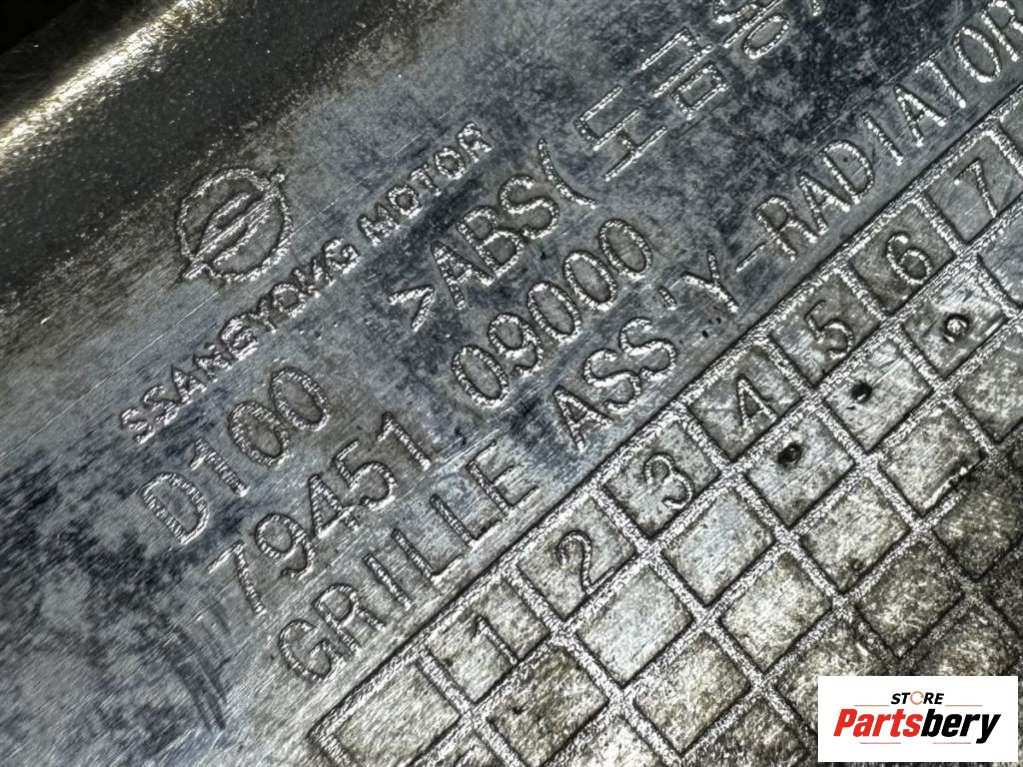 SSANGYONG MOTOR
D100 >ABS(
79451 09000
GRILLE ASS'Y-RADIATOR
1 2 3 4 5 6 7
STORE
Partsbery